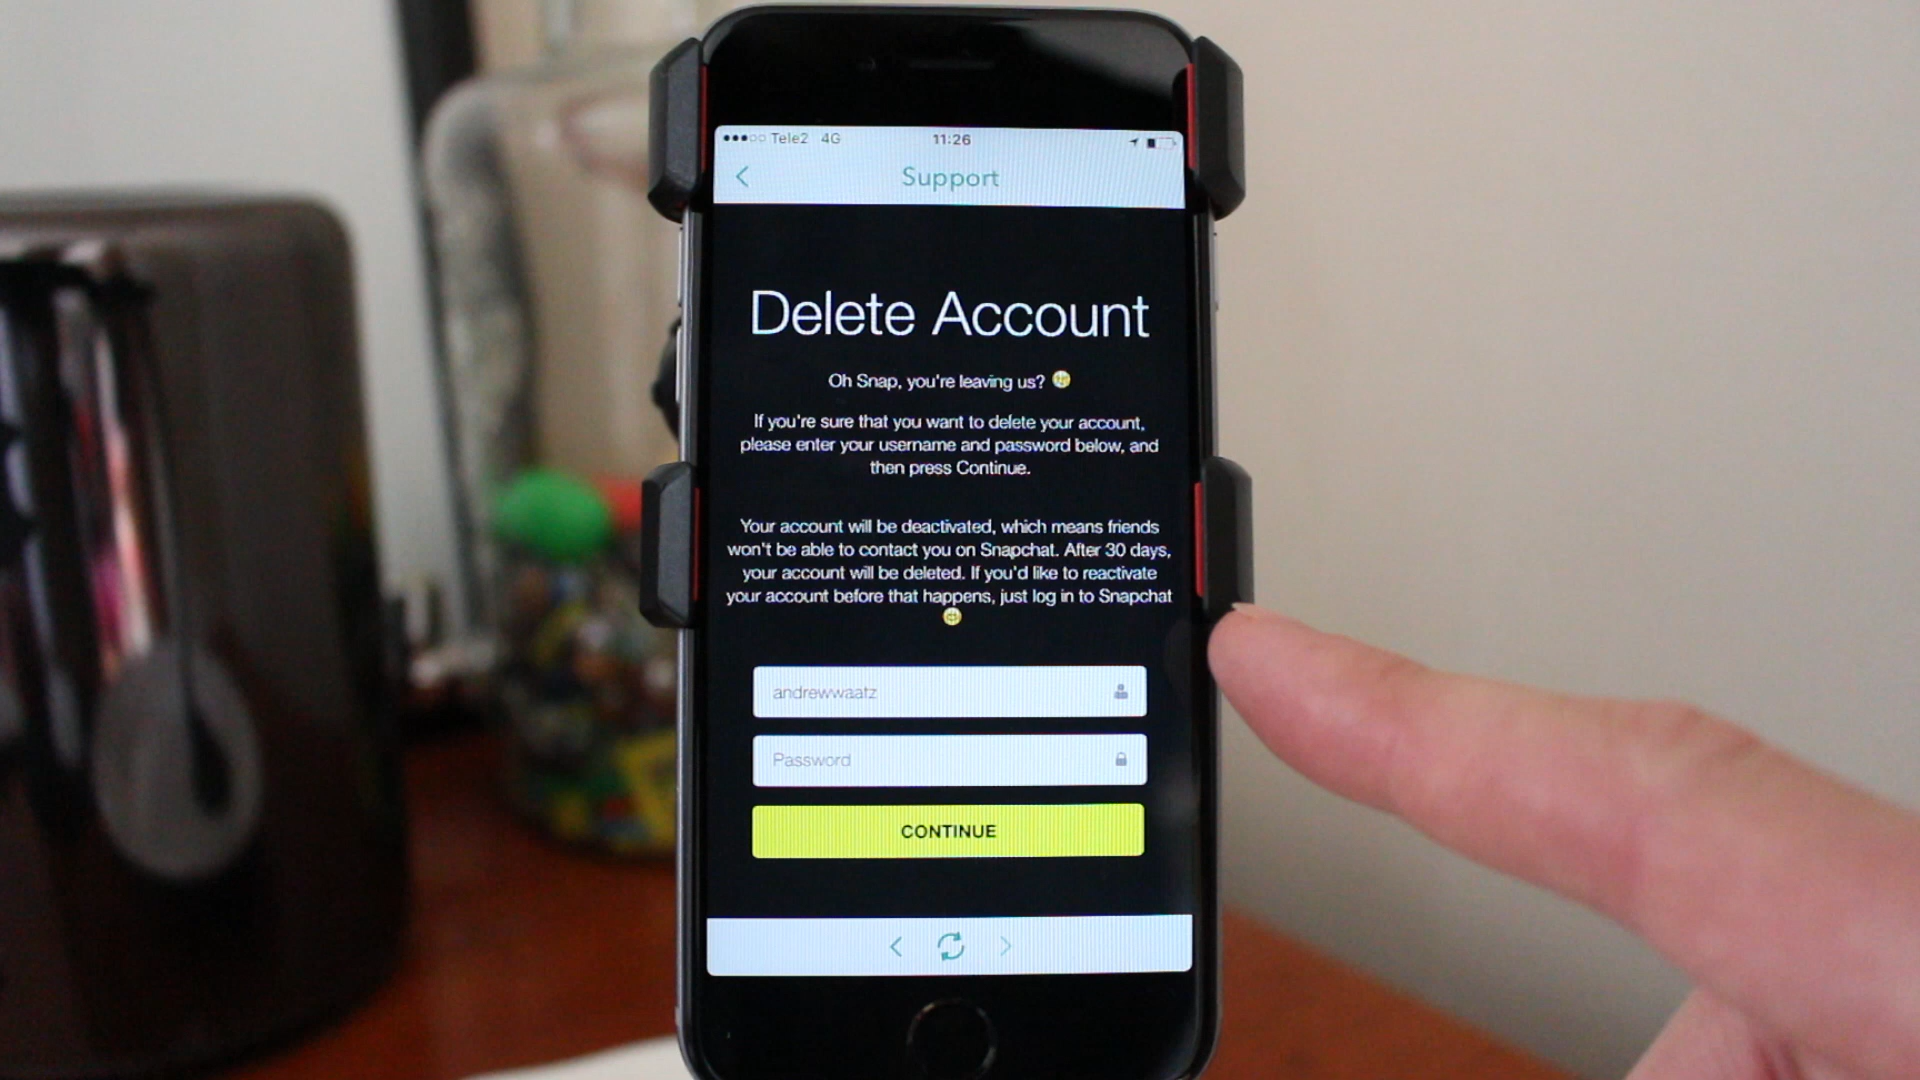 Tele2 4G 11:26
Support
Delete Account
Oh Snap, you're leaving us? 😢
If you're sure that you want to delete your account,
please enter your username and password below, and
then press Continue.
Your account will be deactivated, which means friends
won't be able to contact you on Snapchat. After 30 days,
your account will be deleted. If you'd like to reactivate
your account before that happens, just log in to Snapchat
andrewwaatz
Password
CONTINUE